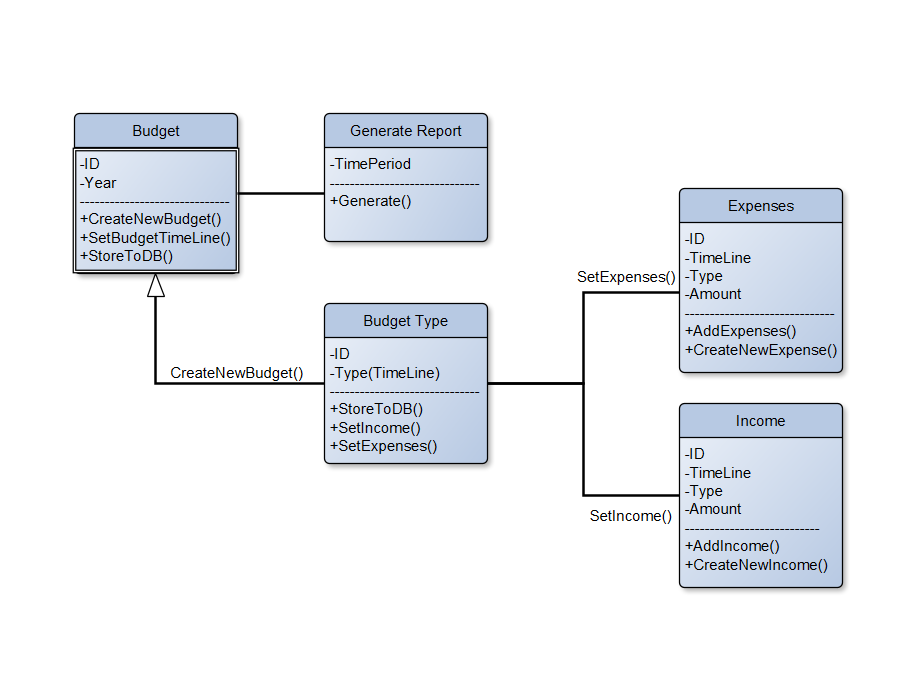 Budget
-ID
-Year
------------------------------
+CreateNewBudget()
+SetBudgetTimeLine()
+StoreToDB()
Generate Report
-TimePeriod
------------------------------
+Generate()
Expenses
-ID
-TimeLine
-Type
-Amount
------------------------------
+AddExpenses()
+CreateNewExpense()
SetExpenses()
Budget Type
-ID
-Type(TimeLine)
------------------------------
+StoreToDB()
+SetIncome()
+SetExpenses()
CreateNewBudget()
Income
-ID
-TimeLine
-Type
-Amount
---------------------------
+AddIncome()
+CreateNewIncome()
SetIncome()